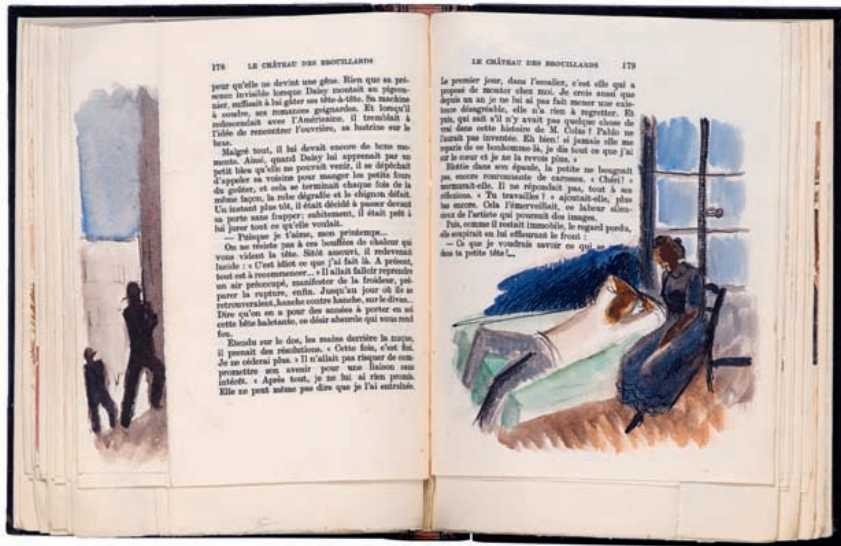 178 LE CHÂTEAU DES BROUILLARDS
peur qu'elle ne devint une gêne. Rien que sa pré-
sence invisible lorsque Daisy montait au pigeon-
nier, suffisait à lui gâter ses tête-à-tête. Sa machine
à coudre, ses romances geignardes. Et lorsqu'il
redescendait avec l'Américaine, il tremblait à
l'idée de rencontrer l'ouvrière, sa lustrine sur le
bras.
Malgré tout, il lui devait encore de bons mo-
ments. Ainsi, quand Daisy lui apprenait par un
petit bleu qu'elle ne pouvait venir, il se dépêchait
d'appeler sa voisine pour manger les petits fours
du goûter, et cela se terminait chaque fois de la
même façon, la robe dégrafée et le chignon défait.
Un instant plus tôt, il était décidé à passer devant
sa porte sans frapper; subitement, il était prêt à
lui jurer tout ce qu'elle voulait.
— Puisque je t'aime, mon printemps...
On ne résiste pas à ces bouffées de chaleur qui
vous vident la tête. Sitôt assouvi, il redevenait
lucide : « C'est idiot ce que j'ai fait là. A présent,
tout est à recommencer... » Il allait falloir reprendre
un air préoccupé, manifester de la froideur, pré-
parer la rupture, enfin. Jusqu'au jour où ils se
retrouveraient, hanche contre hanche, sur le divan...
Dire qu'on en a pour des années à porter en soi
cette bête haletante, ce désir absurde qui vous rend
fou.
Etendu sur le dos, les mains derrière la nuque,
il prenait des résolutions. « Cette fois, c'est fini.
Je ne céderai plus. » Il n'allait pas risquer de com-
promettre son avenir pour une liaison sans
intérêt. « Après tout, je ne lui ai rien promis.
Elle ne peut même pas dire que je l'ai entraînée.
LE CHÂTEAU DES BROUILLARDS 179
Le premier jour, dans l'escalier, c'est elle qui a
proposé de monter chez moi. Je crois aussi que
depuis un an je ne lui ai pas fait mener une exis-
tence désagréable, elle n'a rien à regretter. Et
puis, qui sait s'il n'y avait pas quelque chose de
vrai dans cette histoire de M. Colas ? Pablo ne
l'aurait pas inventée. Eh bien ! si jamais elle me
reparle de ce bonhomme là, je dis tout ce que j'ai
sur le cœur et je ne la revois plus. »
Blottie dans son épaule, la petite ne bougeait
pas, encore ronronnante de caresses. « Chéri ! »
murmurait-elle. Il ne répondait pas, tout à ses
réflexions. « Tu travailles ! » ajoutait-elle, plus
bas encore. Cela l'émerveillait, ce labeur silen-
cieux de l'artiste qui poursuit des images.
Puis, comme il restait immobile, le regard perdu,
elle soupirait en lui effleurant le front :
— Ce que je voudrais savoir ce qui se
dans ta petite tête !...